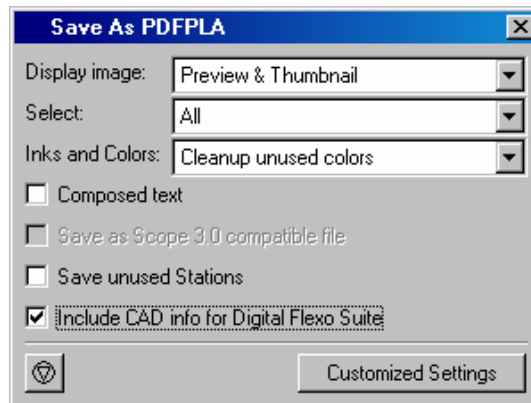 Save As PDFPLA
Display image: Preview & Thumbnail
Select: All
Inks and Colors: Cleanup unused colors
Composed text
Save as Scope 3.0 compatible file
Save unused Stations
Include CAD info for Digital Flexo Suite
Customized Settings